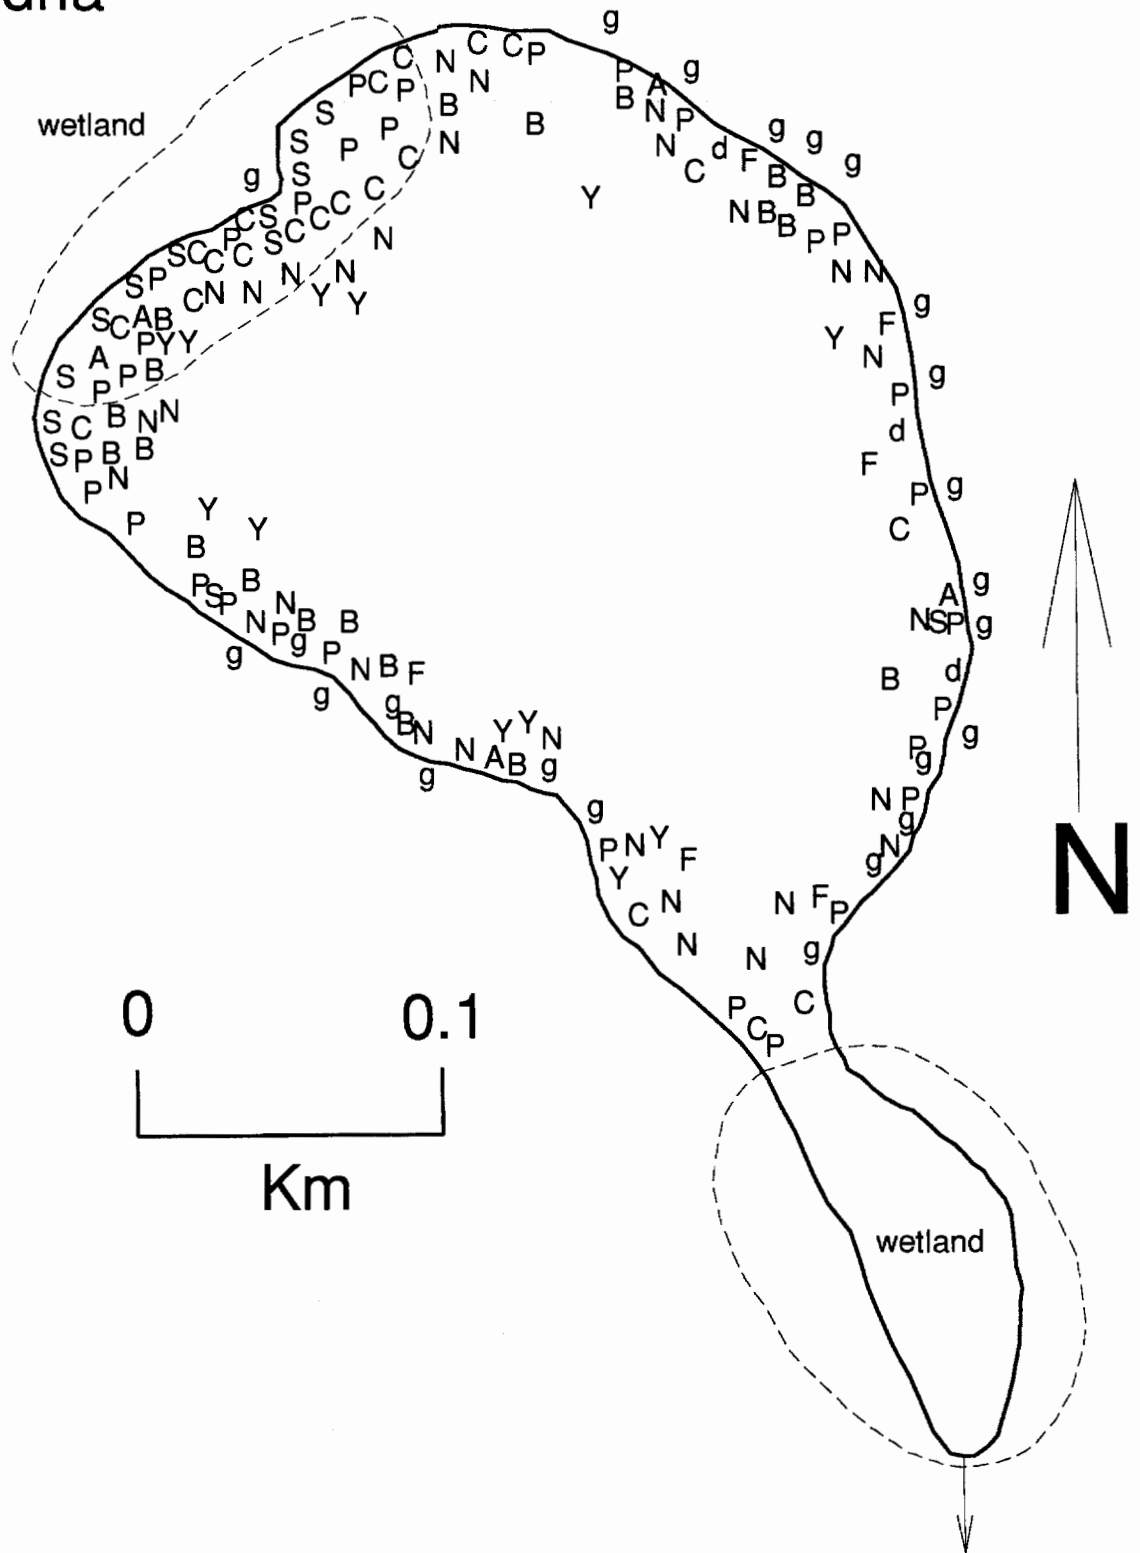 g
C C P
C N
P A g
P C P N
B N P
S B
wetland P B g g
S P N N C d F B g
g S C B
P C C C Y N B B P P
C S
P S C N
S C C C N N
S P N N Y Y g
C N N F
S C A B Y N
P Y Y
A g
S P P B P
S C B N N d
S P B B F
P N P g
P Y Y C
B
P S P B A g
N N B B N S P g
g P g P
N B F B d
g g P
B N Y Y N g
N A B g P g
g
g N P
P N Y F g
Y g N
C N N F P
N N g
0 0.1 P C
C P
N
Km
wetland